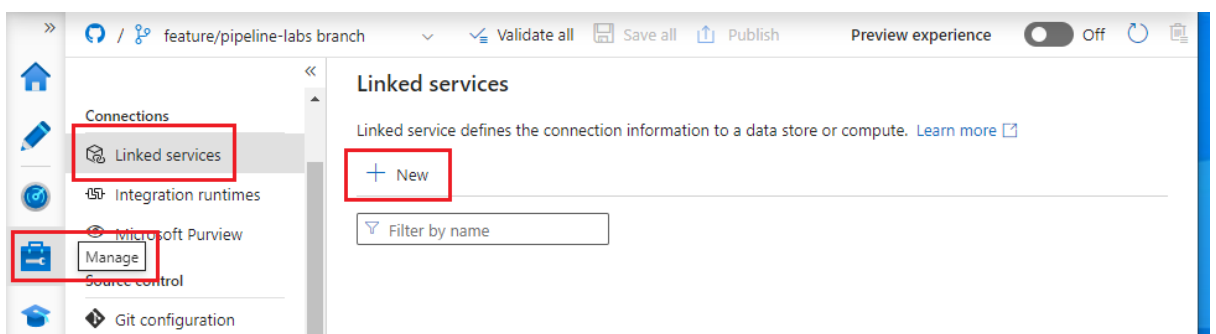 » / feature/pipeline-labs branch Validate all Save all Publish Preview experience Off
«
Connections
Linked services
Integration runtimes
Microsoft Purview
Manage
Source control
Git configuration
Linked services
Linked service defines the connection information to a data store or compute. Learn more
+ New
Filter by name